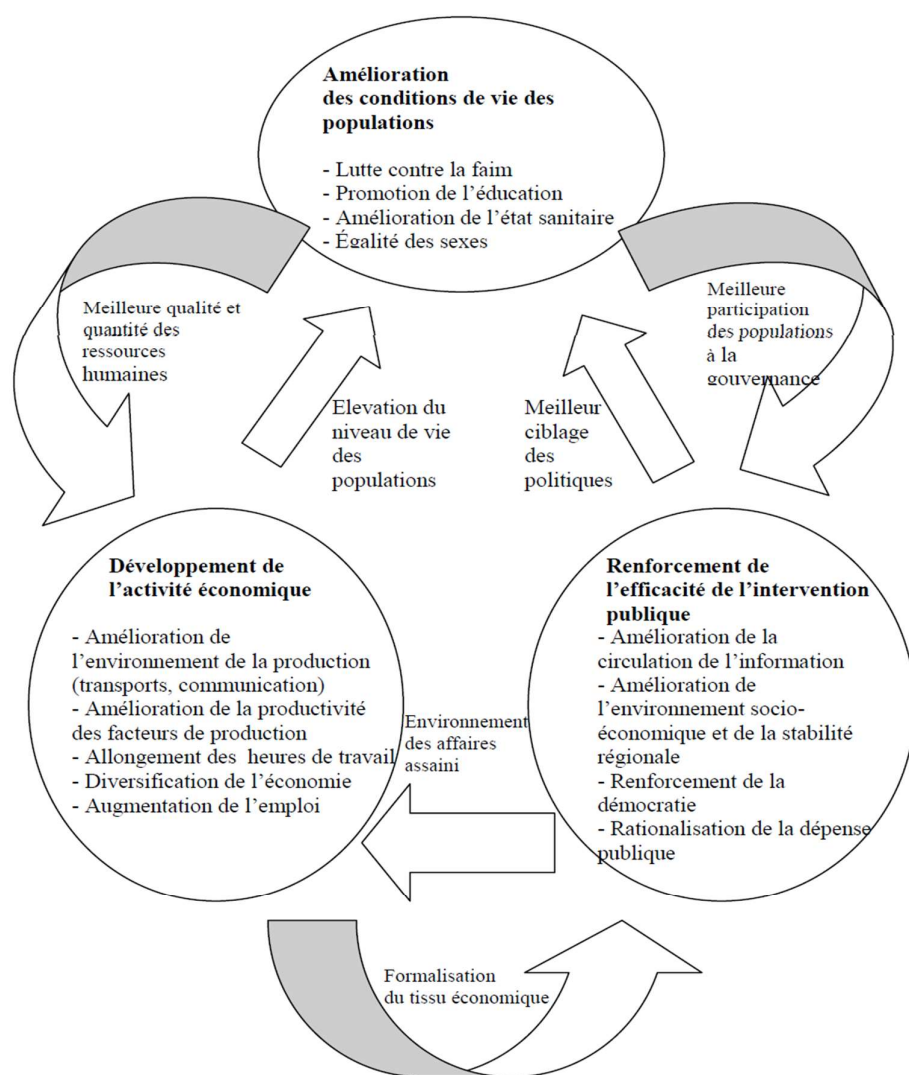 Amélioration
des conditions de vie des
populations
- Lutte contre la faim
- Promotion de l’éducation
- Amélioration de l’état sanitaire
- Égalité des sexes
Meilleure qualité et
quantité des
ressources
humaines
Meilleure
participation
des populations
à la
gouvernance
Elevation du
niveau de vie
des
populations
Meilleur
ciblage
des
politiques
Développement de
l’activité économique
- Amélioration de
l’environnement de la production
(transports, communication)
- Amélioration de la productivité
des facteurs de production
- Allongement des heures de travail
- Diversification de l’économie
- Augmentation de l’emploi
Environnement
des affaires
assaini
Renforcement de
l’efficacité de l’intervention
publique
- Amélioration de la
circulation de l’information
- Amélioration de
l’environnement socio-
économique et de la stabilité
régionale
- Renforcement de la
démocratie
- Rationalisation de la dépense
publique
Formalisation
du tissu économique